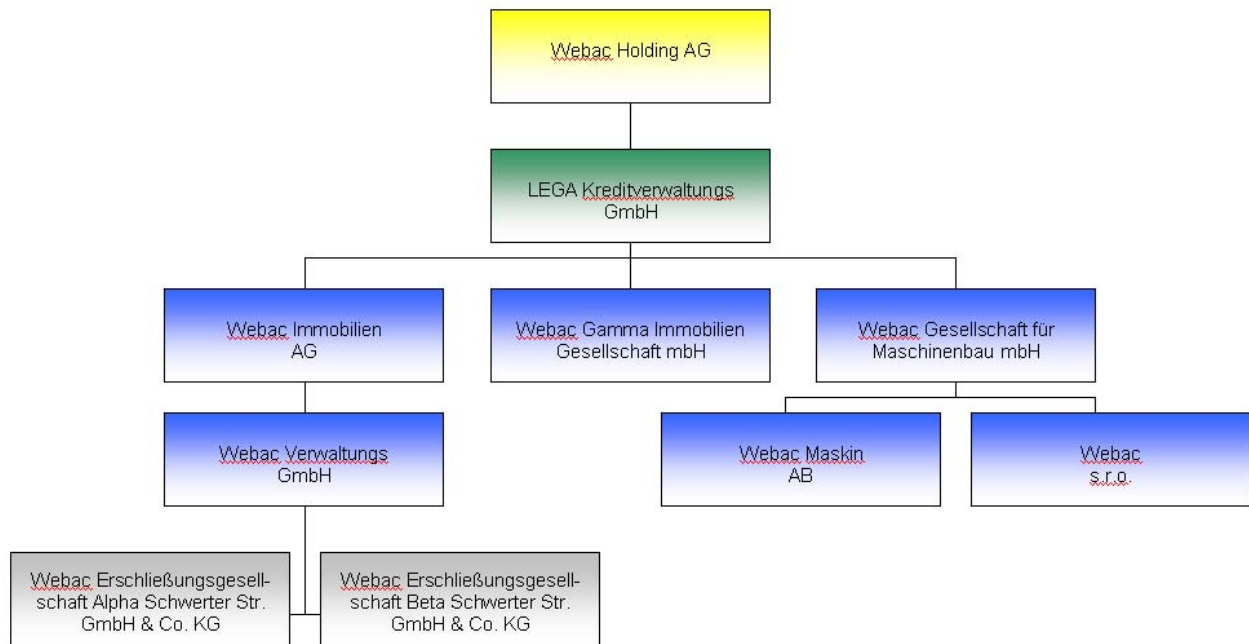 Webac Holding AG
LEGA Kreditverwaltungs
GmbH
Webac Immobilien
AG
Webac Gamma Immobilien
Gesellschaft mbH
Webac Gesellschaft für
Maschinenbau mbH
Webac Verwaltungs
GmbH
Webac Maskin
AB
Webac
s.r.o.
Webac Erschließungsgesell-
schaft Alpha Schwerter Str.
GmbH & Co. KG
Webac Erschließungsgesell-
schaft Beta Schwerter Str.
GmbH & Co. KG